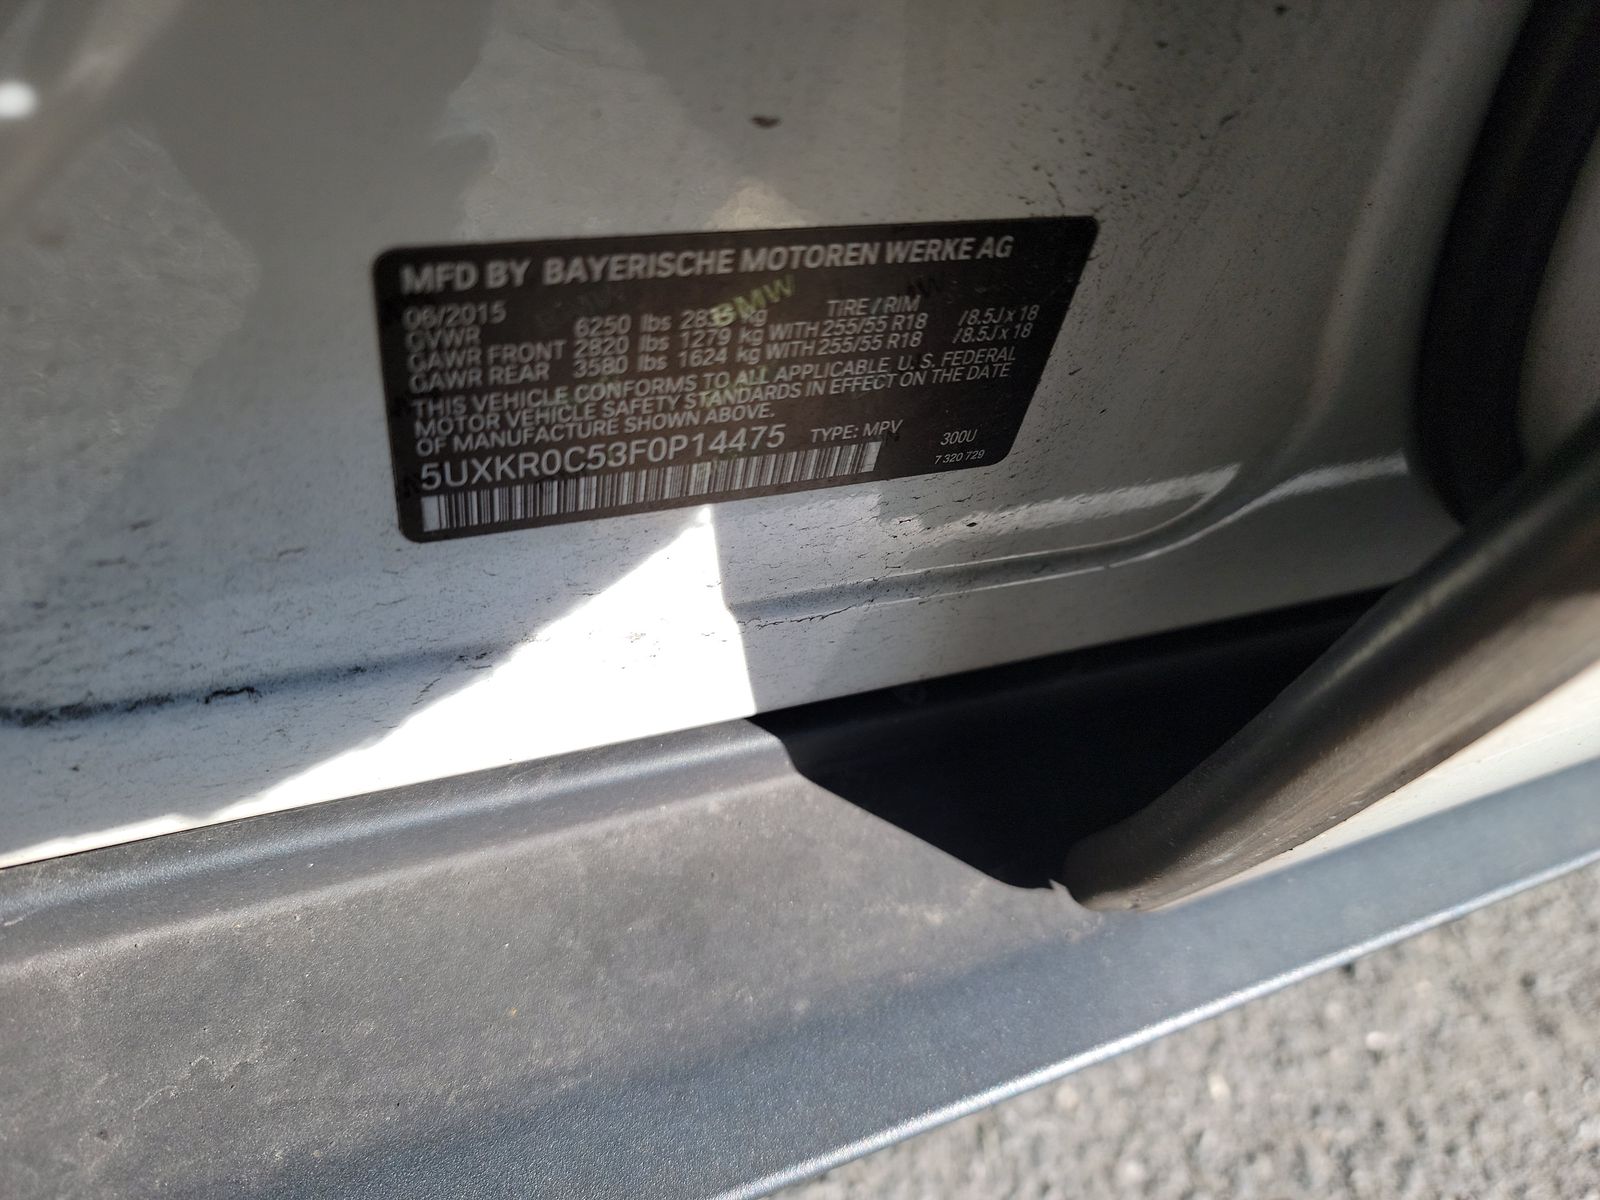 MFD BY BAYERISCHE MOTOREN WERKE AG
06/2015 TIRE / RIM
GVWR 6250 lbs kg
GAWR FRONT 2820 lbs 1279 kg WITH 255/55 R18 /8.5J x 18
GAWR REAR 3580 lbs 1624 kg WITH 255/55 R18 /8.5J x 18
THIS VEHICLE CONFORMS TO ALL APPLICABLE U. S. FEDERAL
MOTOR VEHICLE SAFETY STANDARDS IN EFFECT ON THE DATE
OF MANUFACTURE SHOWN ABOVE.
5UXKR0C53F0P14475 TYPE: MPV 300U
7 320 729
BMW